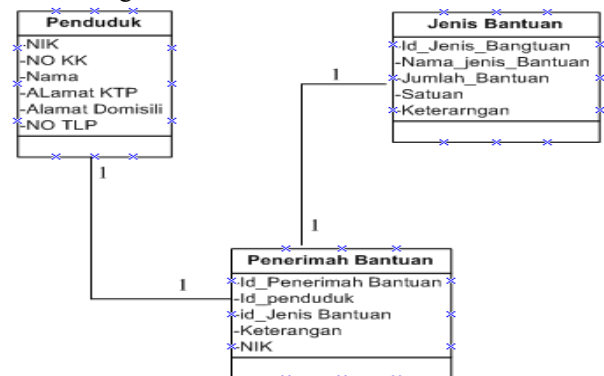 Penduduk
-NIK
-NO KK
-Nama
-ALamat KTP
-Alamat Domisili
-NO TLP
Jenis Bantuan
-Id_Jenis_Bangtuan
-Nama_jenis_Bantuan
-Jumlah_Bantuan
-Satuan
-Keterarngan
1
1
1
1
Penerimah Bantuan
-Id_Penerimah Bantuan
-Id_penduduk
-id_Jenis Bantuan
-Keterangan
-NIK